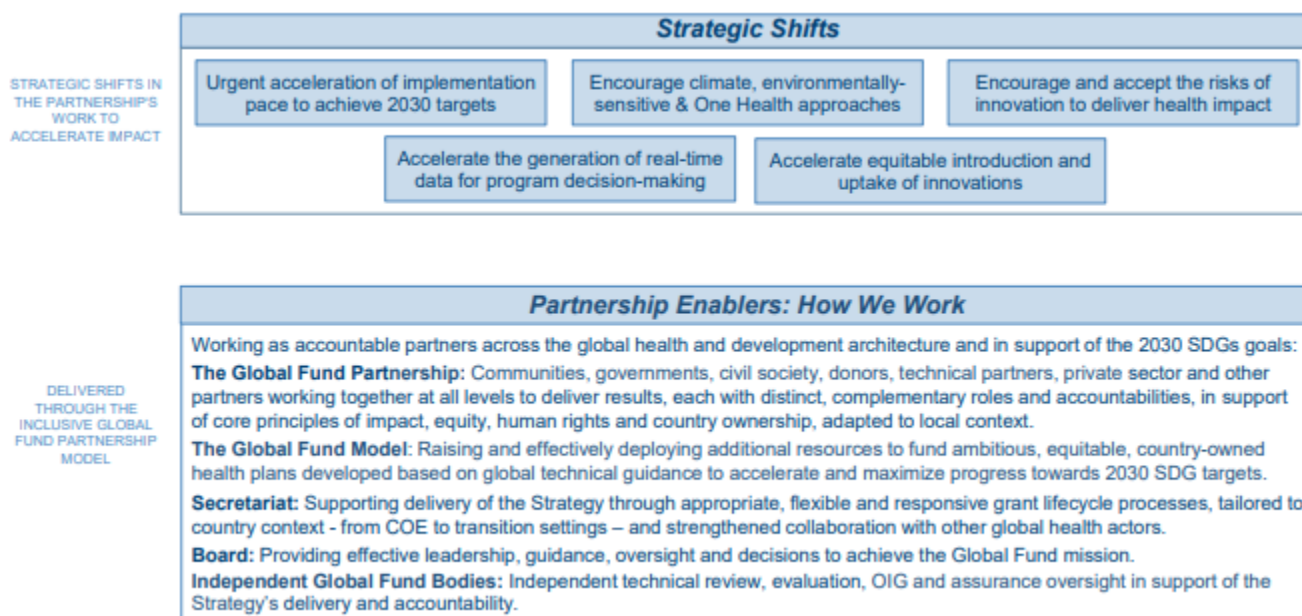 Strategic Shifts
STRATEGIC SHIFTS IN
THE PARTNERSHIP'S
WORK TO
ACCELERATE IMPACT
Urgent acceleration of implementation
pace to achieve 2030 targets
Encourage climate, environmentally-
sensitive & One Health approaches
Encourage and accept the risks of
innovation to deliver health impact
Accelerate the generation of real-time
data for program decision-making
Accelerate equitable introduction and
uptake of innovations
Partnership Enablers: How We Work
DELIVERED
THROUGH THE
INCLUSIVE GLOBAL
FUND PARTNERSHIP
MODEL
Working as accountable partners across the global health and development architecture and in support of the 2030 SDGs goals:
The Global Fund Partnership: Communities, governments, civil society, donors, technical partners, private sector and other
partners working together at all levels to deliver results, each with distinct, complementary roles and accountabilities, in support
of core principles of impact, equity, human rights and country ownership, adapted to local context.
The Global Fund Model: Raising and effectively deploying additional resources to fund ambitious, equitable, country-owned
health plans developed based on global technical guidance to accelerate and maximize progress towards 2030 SDG targets.
Secretariat: Supporting delivery of the Strategy through appropriate, flexible and responsive grant lifecycle processes, tailored to
country context - from COE to transition settings – and strengthened collaboration with other global health actors.
Board: Providing effective leadership, guidance, oversight and decisions to achieve the Global Fund mission.
Independent Global Fund Bodies: Independent technical review, evaluation, OIG and assurance oversight in support of the
Strategy's delivery and accountability.